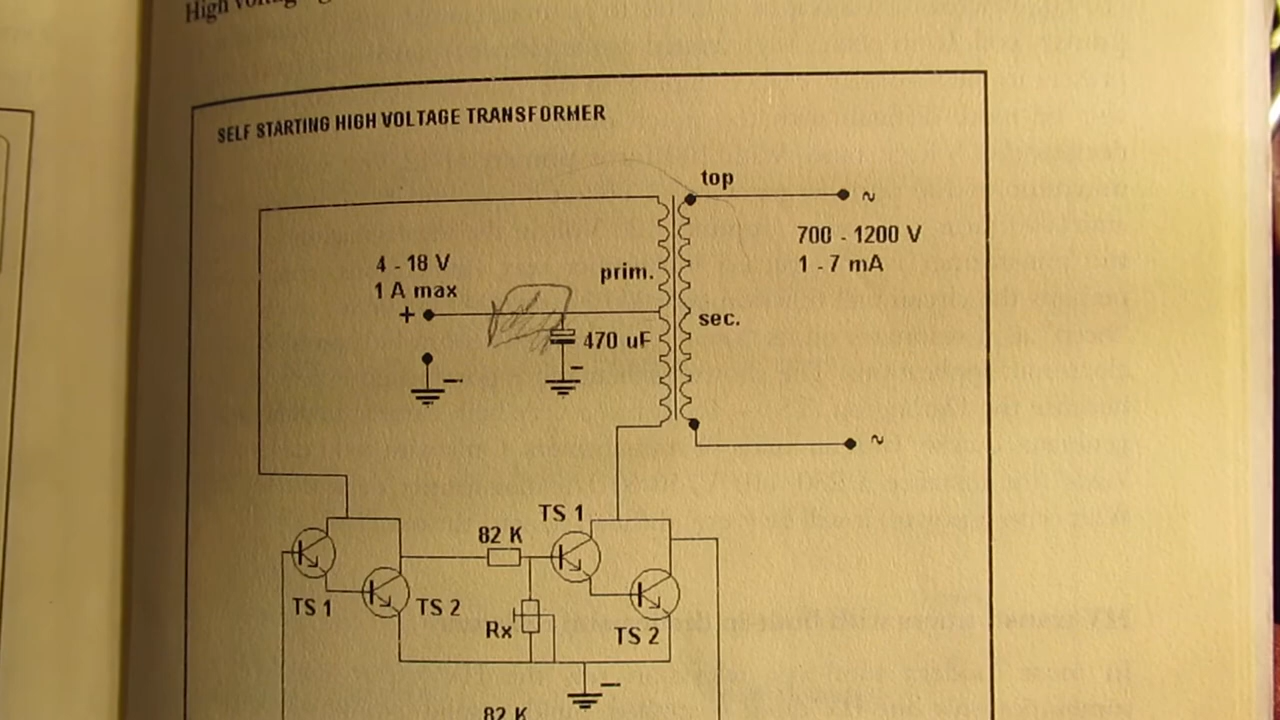 High
SELF STARTING HIGH VOLTAGE TRANSFORMER
top
~
700 - 1200 V
1 - 7 mA
4 - 18 V
1 A max
prim.
+
sec.
470 uF
-
-
~
TS 1
82 K
TS 1
TS 2
Rx
TS 2
-
82 K